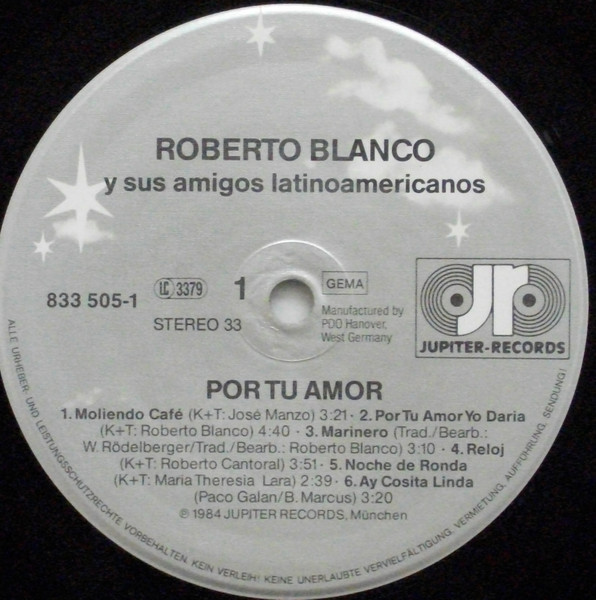 ROBERTO BLANCO
y sus amigos latinoamericanos
833 505-1
LC 3379
1
STEREO 33
GEMA
Manufactured by
PDO Hanover,
West Germany
jr
JUPITER-RECORDS
POR TU AMOR
1. Moliendo Café (K+T: José Manzo) 3:21 · 2. Por Tu Amor Yo Daria
(K+T: Roberto Blanco) 4:40 · 3. Marinero (Trad./Bearb.:
W. Rödelberger/Trad./Bearb.: Roberto Blanco) 3:10 · 4. Reloj
(K+T: Roberto Cantoral) 3:51 · 5. Noche de Ronda
(K+T: Maria Theresia Lara) 2:39 · 6. Ay Cosita Linda
(Paco Galan/B. Marcus) 3:20
℗ 1984 JUPITER RECORDS, München
ALLE URHEBER- UND LEISTUNGSSCHUTZRECHTE VORBEHALTEN. KEIN VERLEIH! KEINE UNERLAUBTE VERVIELFÄLTIGUNG, VERMIETUNG, AUFFÜHRUNG, SENDUNG!